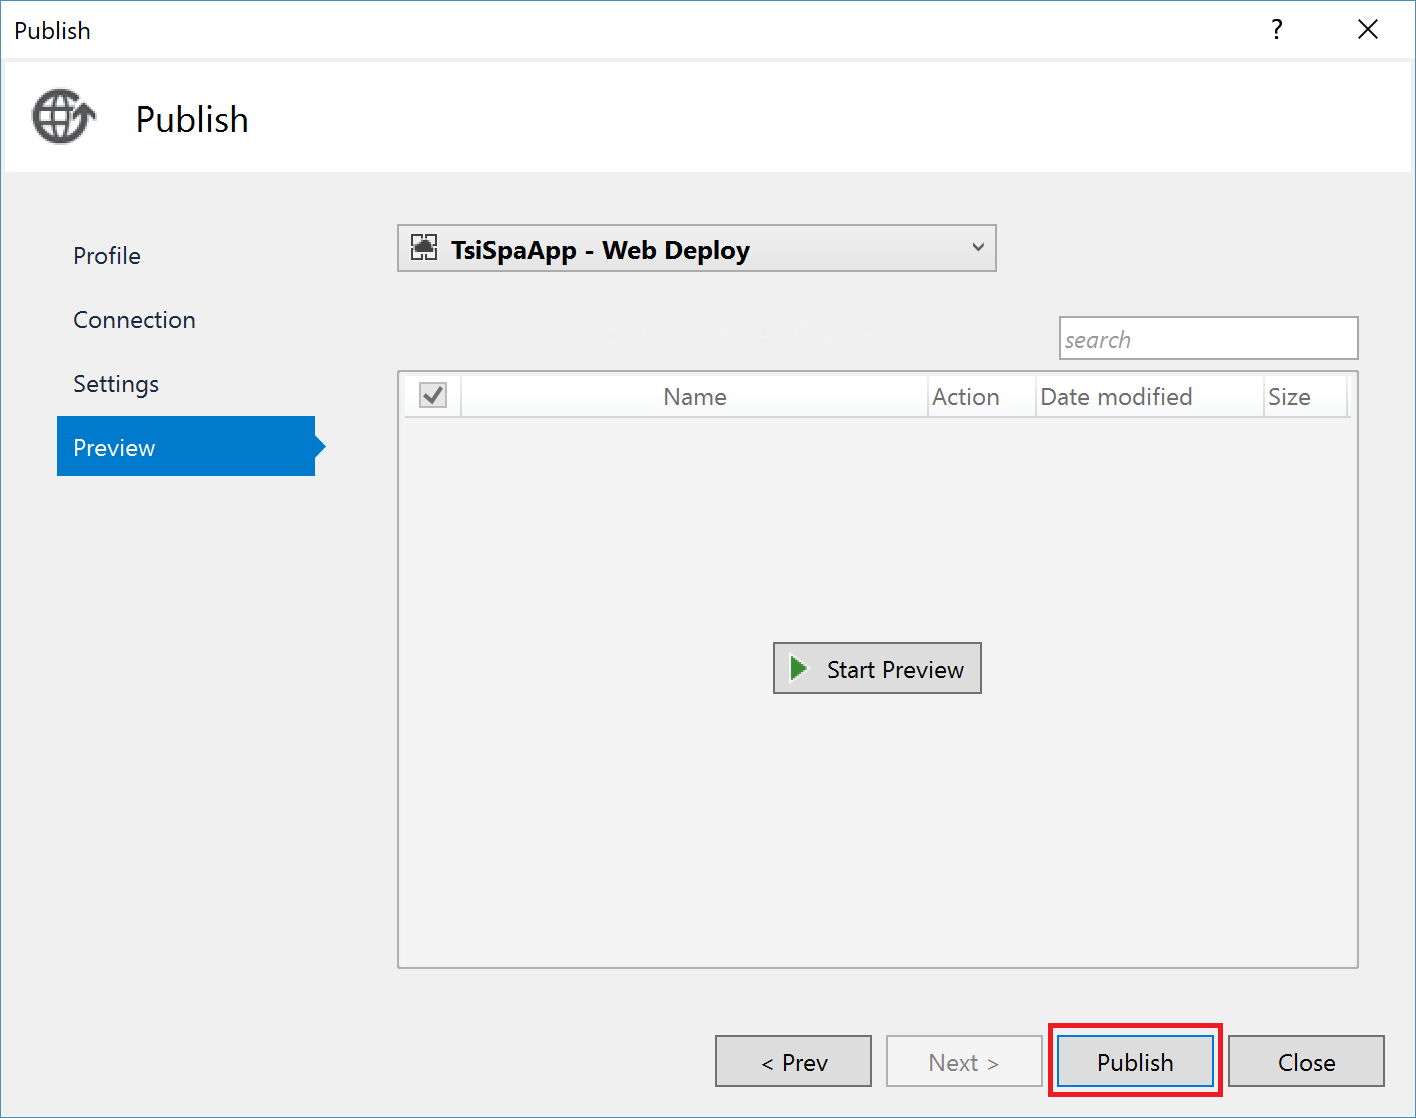 Publish
?
Publish
Profile
Connection
Settings
Preview
TsiSpaApp - Web Deploy
search
Name Action Date modified Size
Start Preview
< Prev Next > Publish Close